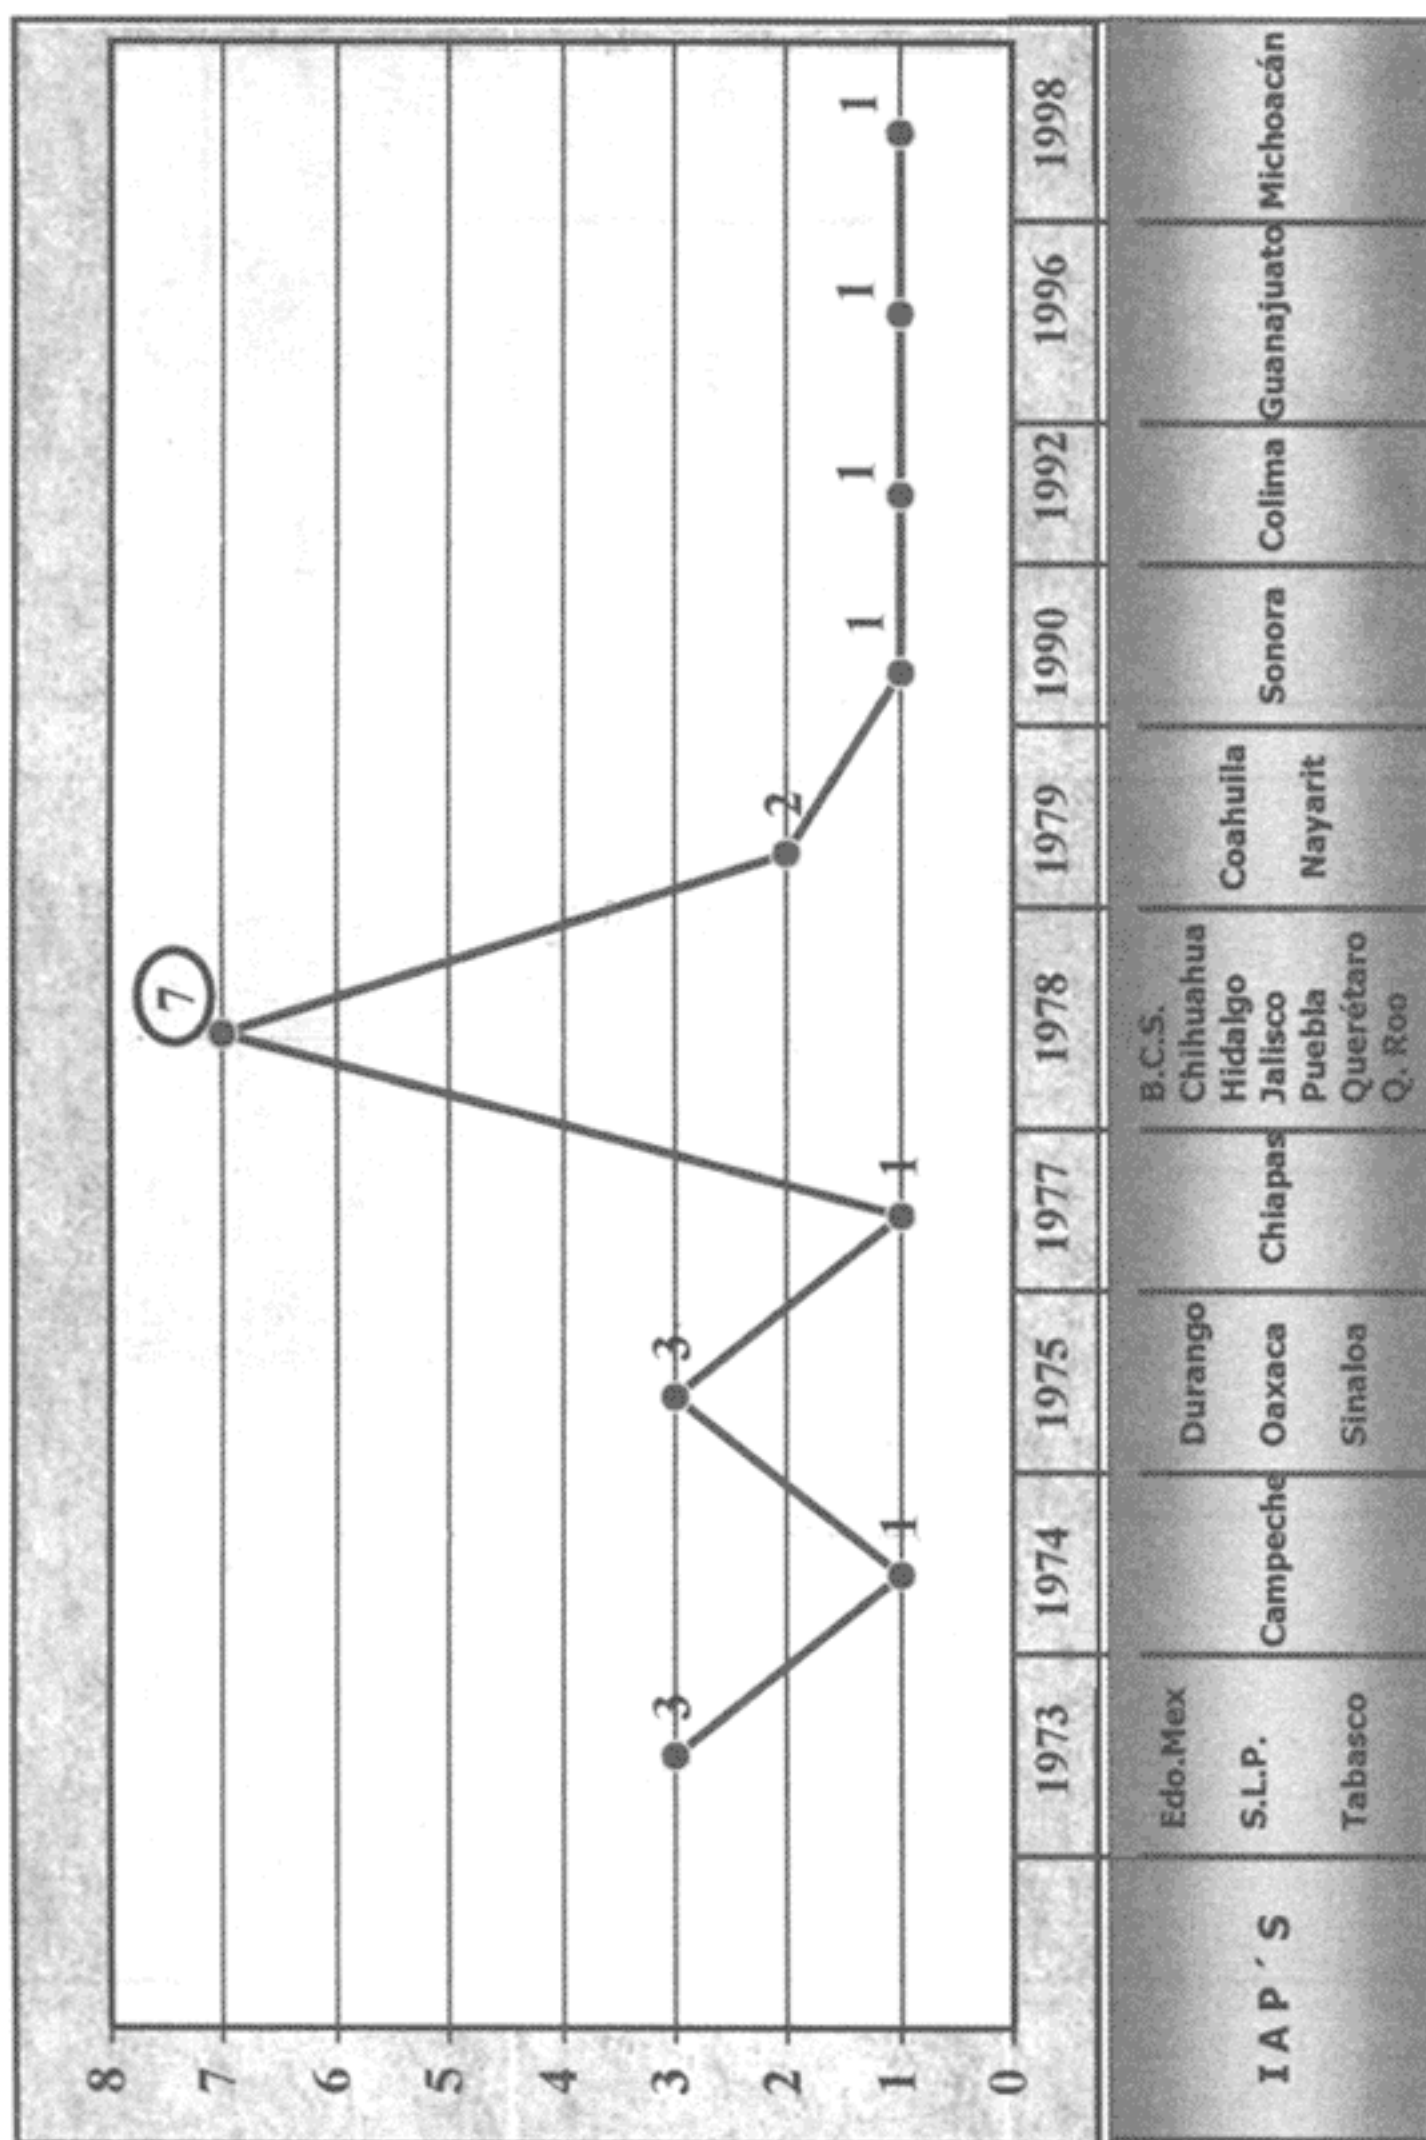 8
7
6
5
4
3
2
1
0
3
1
3
1
7
2
1
1
1
1
1973
1974
1975
1977
1978
1979
1990
1992
1996
1998
I A P ´ S
Edo.Mex
S.L.P.
Tabasco
Campeche
Durango
Oaxaca
Sinaloa
Chiapas
B.C.S.
Chihuahua
Hidalgo
Jalisco
Puebla
Querétaro
Q. Roo
Coahuila
Nayarit
Sonora
Colima
Guanajuato
Michoacán